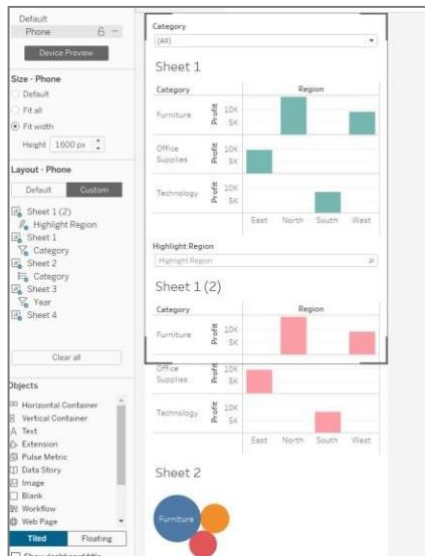 Default
Phone
Device Preview
Size - Phone
Default
Fit all
Fit width
Height 1600 px
Layout - Phone
Default Custom
Sheet 1 (2)
Highlight Region
Sheet 1
Category
Sheet 2
Category
Sheet 3
Year
Sheet 4
Clear all
Objects
Horizontal Container
Vertical Container
Text
Extension
Pulse Metric
Data Story
Image
Blank
Workflow
Web Page
Tiled Floating
Show dashboard title
Category
(All)
Sheet 1
Category Region
Furniture Profit 10K
5K
Office Supplies Profit 10K
5K
Technology Profit 10K
5K
East North South West
Highlight Region
Highlight Region
Sheet 1 (2)
Category Region
Furniture Profit 10K
5K
Office Supplies Profit 10K
5K
Technology Profit 10K
5K
East North South West
Sheet 2
Furniture